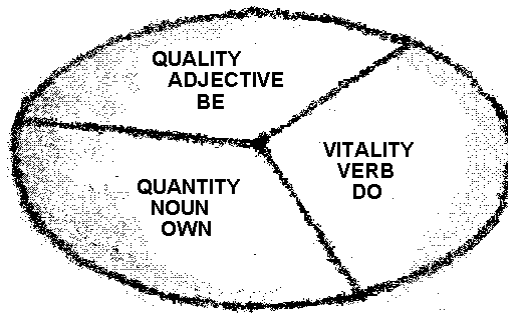 QUALITY
ADJECTIVE
BE
VITALITY
VERB
DO
QUANTITY
NOUN
OWN